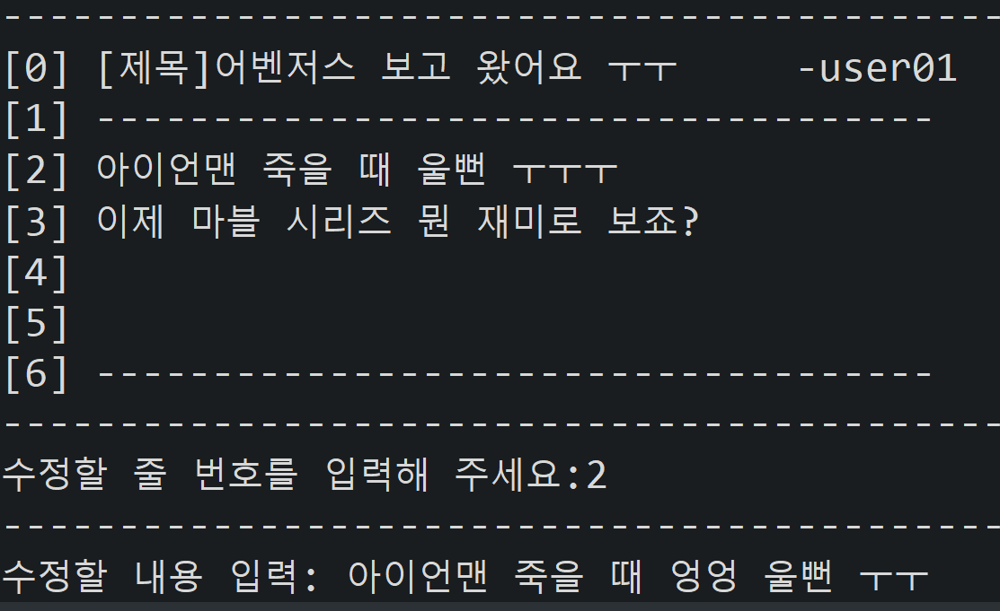 -------------------------------------------
[0] [제목]어벤저스 보고 왔어요 ㅜㅜ     -user01
[1] ------------------------------------
[2] 아이언맨 죽을 때 울뻔 ㅜㅜㅜ
[3] 이제 마블 시리즈 뭔 재미로 보죠?
[4]
[5]
[6] ------------------------------------
-------------------------------------------
수정할 줄 번호를 입력해 주세요:2
-------------------------------------------
수정할 내용 입력: 아이언맨 죽을 때 엉엉 울뻔 ㅜㅜ